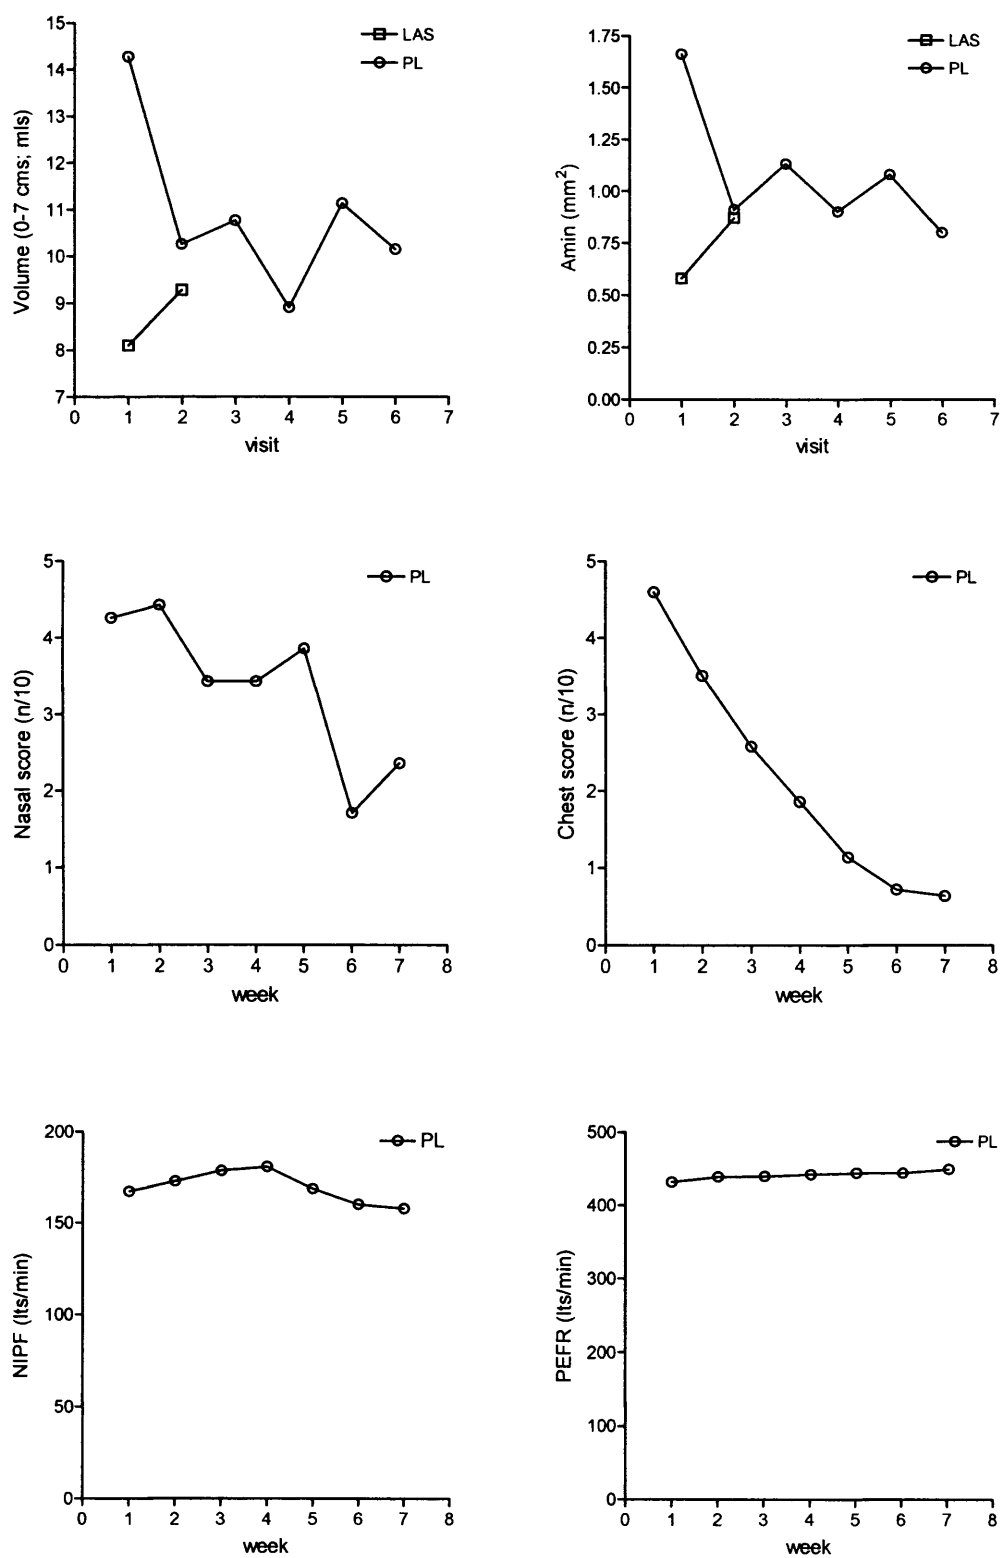 LAS
PL
15
14
13
12
11
10
9
8
7
0 1 2 3 4 5 6 7
visit
Volume (0-7 cms; mls)
LAS
PL
1.75
1.50
1.25
1.00
0.75
0.50
0.25
0.00
0 1 2 3 4 5 6 7
visit
Amin (mm²)
PL
5
4
3
2
1
0
0 1 2 3 4 5 6 7 8
week
Nasal score (n/10)
PL
5
4
3
2
1
0
0 1 2 3 4 5 6 7 8
week
Chest score (n/10)
PL
200
150
100
50
0
0 1 2 3 4 5 6 7 8
week
NIPF (lts/min)
PL
500
400
300
200
100
0
0 1 2 3 4 5 6 7 8
week
PEFR (lts/min)